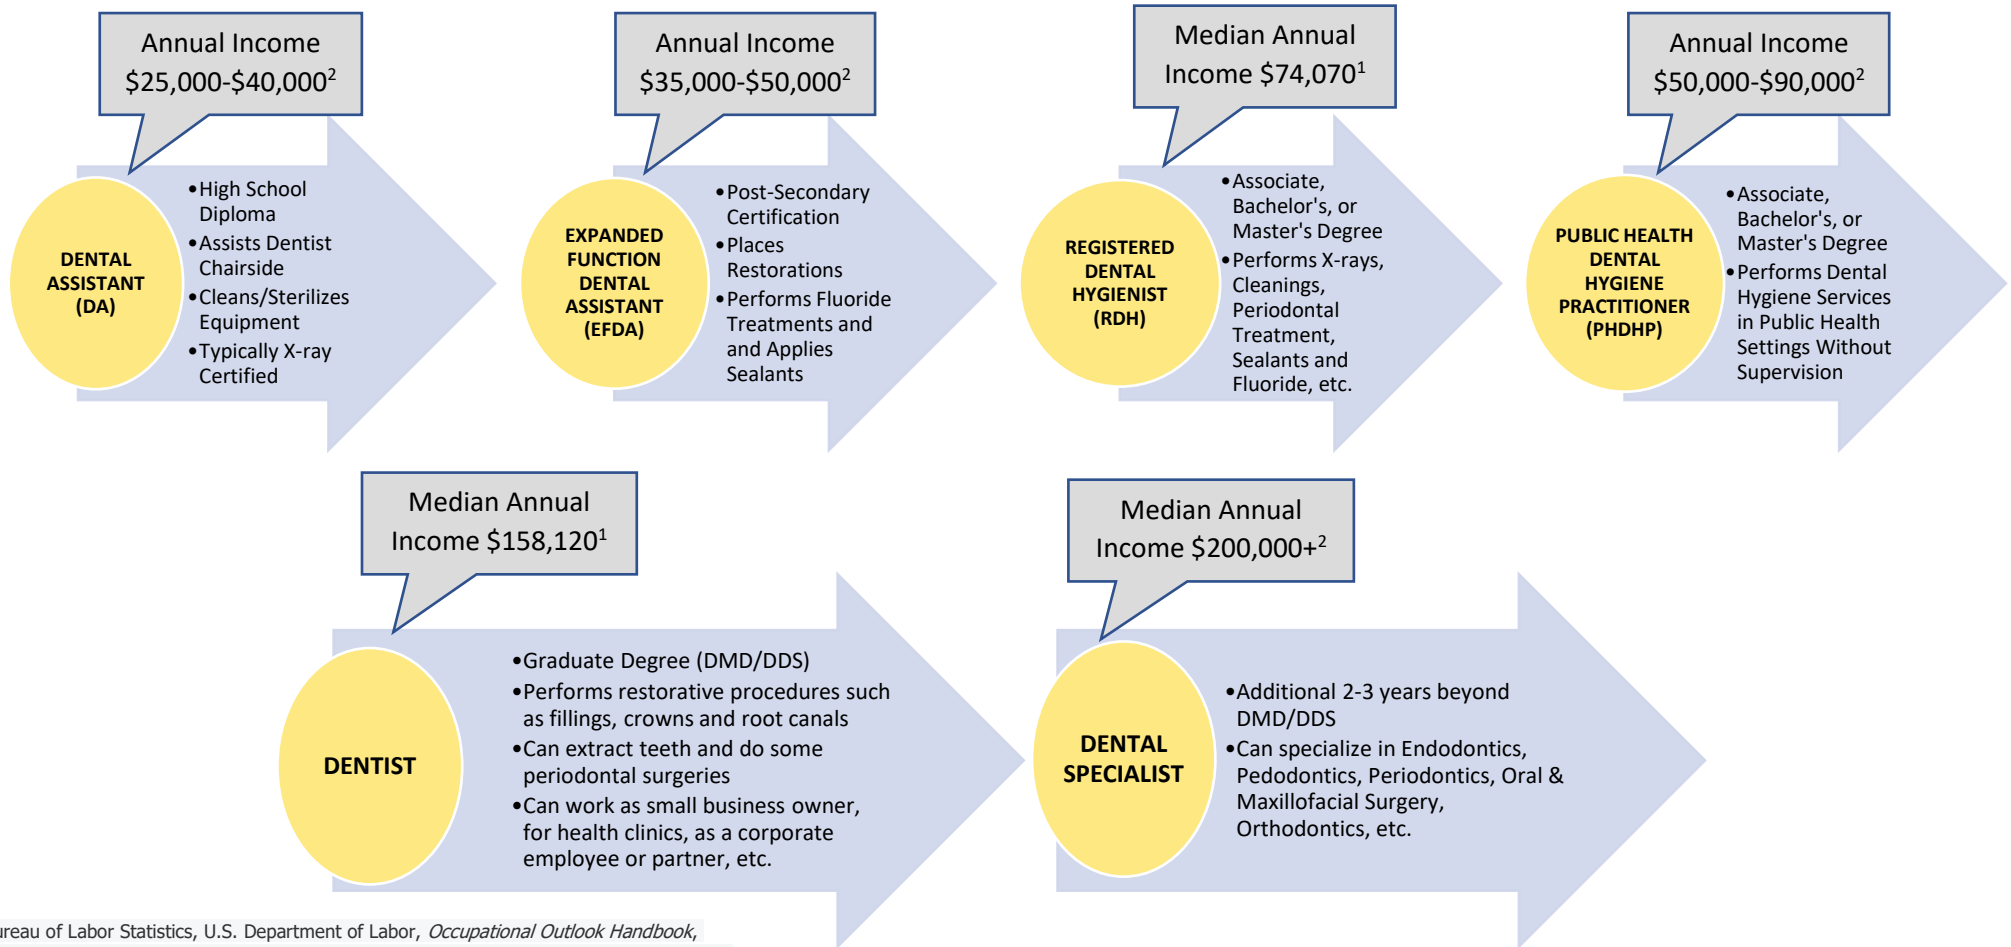 Annual Income
$25,000-$40,000²
DENTAL
ASSISTANT
(DA)
•High School
Diploma
•Assists Dentist
Chairside
•Cleans/Sterilizes
Equipment
•Typically X-ray
Certified
Annual Income
$35,000-$50,000²
EXPANDED
FUNCTION
DENTAL
ASSISTANT
(EFDA)
•Post-Secondary
Certification
•Places
Restorations
•Performs Fluoride
Treatments and
and Applies
Sealants
Median Annual
Income $74,070¹
REGISTERED
DENTAL
HYGIENIST
(RDH)
•Associate,
Bachelor's, or
Master's Degree
•Performs X-rays,
Cleanings,
Periodontal
Treatment,
Sealants and
Fluoride, etc.
Annual Income
$50,000-$90,000²
PUBLIC HEALTH
DENTAL
HYGIENE
PRACTITIONER
(PHDHP)
•Associate,
Bachelor's, or
Master's Degree
•Performs Dental
Hygiene Services
in Public Health
Settings Without
Supervision
Median Annual
Income $158,120¹
DENTIST
•Graduate Degree (DMD/DDS)
•Performs restorative procedures such
as fillings, crowns and root canals
•Can extract teeth and do some
periodontal surgeries
•Can work as small business owner,
for health clinics, as a corporate
employee or partner, etc.
Median Annual
Income $200,000+²
DENTAL
SPECIALIST
•Additional 2-3 years beyond
DMD/DDS
•Can specialize in Endodontics,
Pedodontics, Periodontics, Oral &
Maxillofacial Surgery,
Orthodontics, etc.
of Labor Statistics, U.S. Department of Labor, Occupational Outlook Handbook,